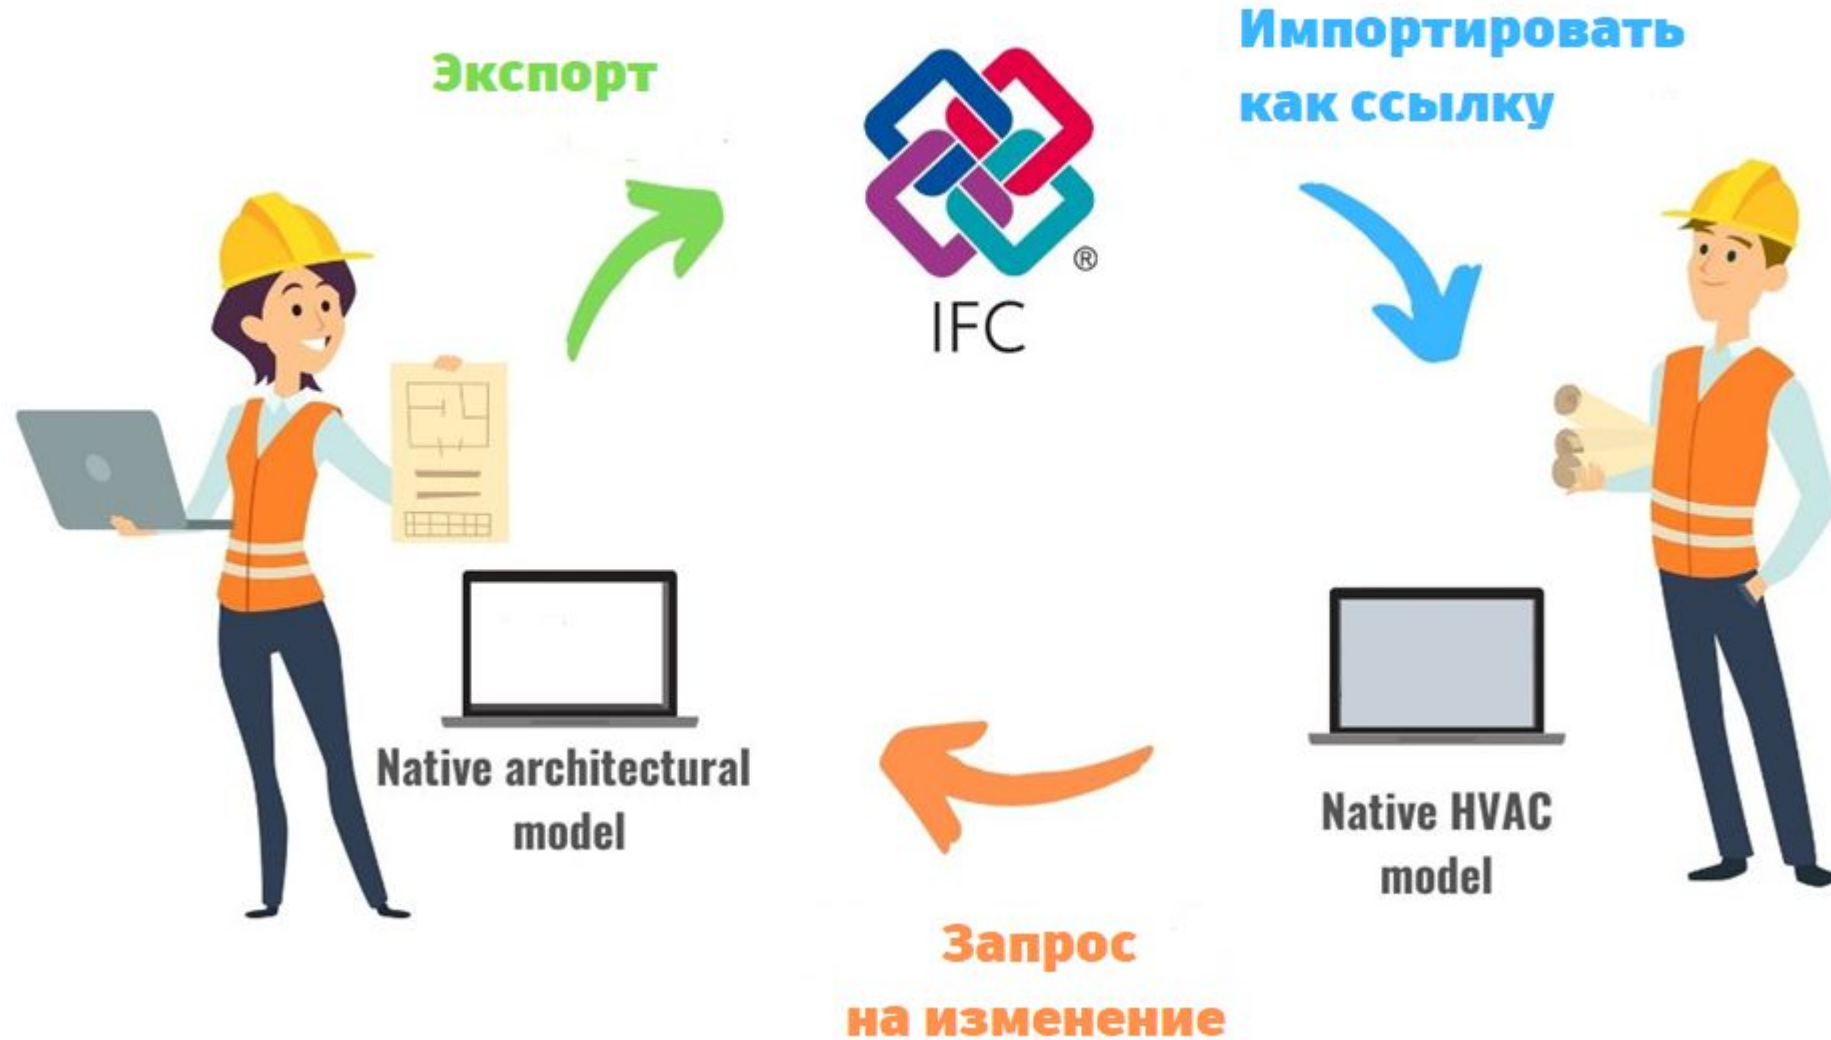 Экспорт
Импортировать
как ссылку
®
IFC
Native architectural
model
Native HVAC
model
Запрос
на изменение